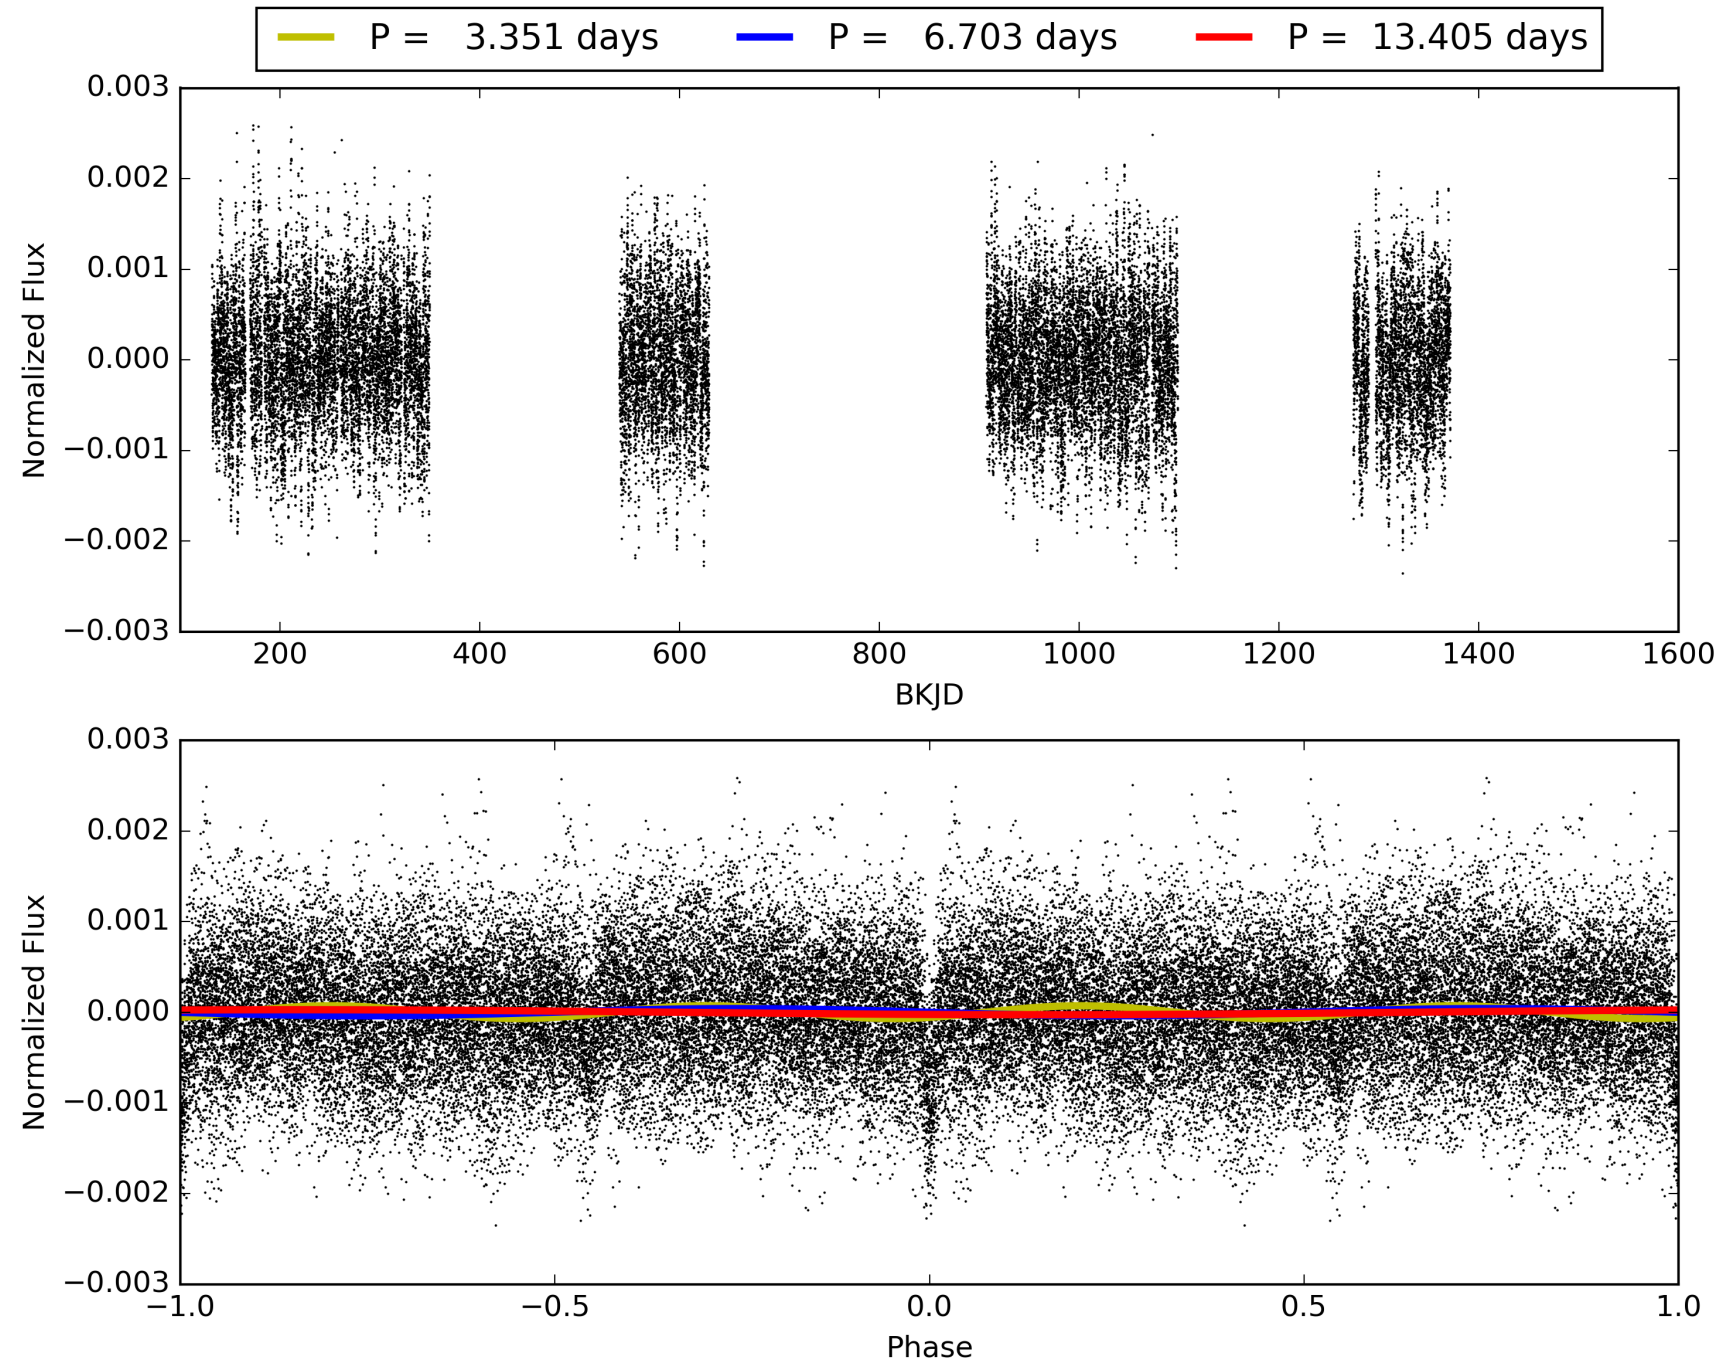 P = 3.351 days P = 6.703 days P = 13.405 days
0.003
0.002
0.001
0.000
−0.001
−0.002
−0.003
Normalized Flux
200 400 600 800 1000 1200 1400 1600
BKJD
0.003
0.002
0.001
0.000
−0.001
−0.002
−0.003
Normalized Flux
−1.0 −0.5 0.0 0.5 1.0
Phase